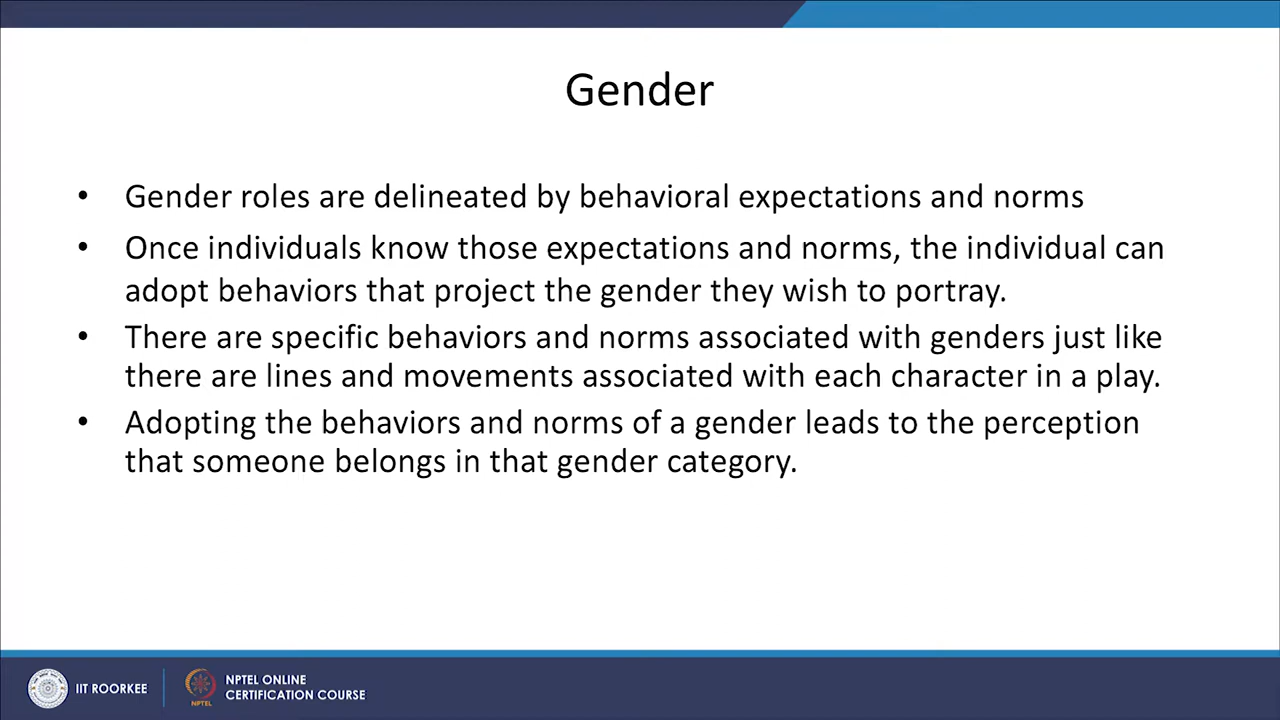 Gender
• Gender roles are delineated by behavioral expectations and norms
• Once individuals know those expectations and norms, the individual can
adopt behaviors that project the gender they wish to portray.
• There are specific behaviors and norms associated with genders just like
there are lines and movements associated with each character in a play.
• Adopting the behaviors and norms of a gender leads to the perception
that someone belongs in that gender category.
IIT ROORKEE
NPTEL
NPTEL ONLINE
CERTIFICATION COURSE